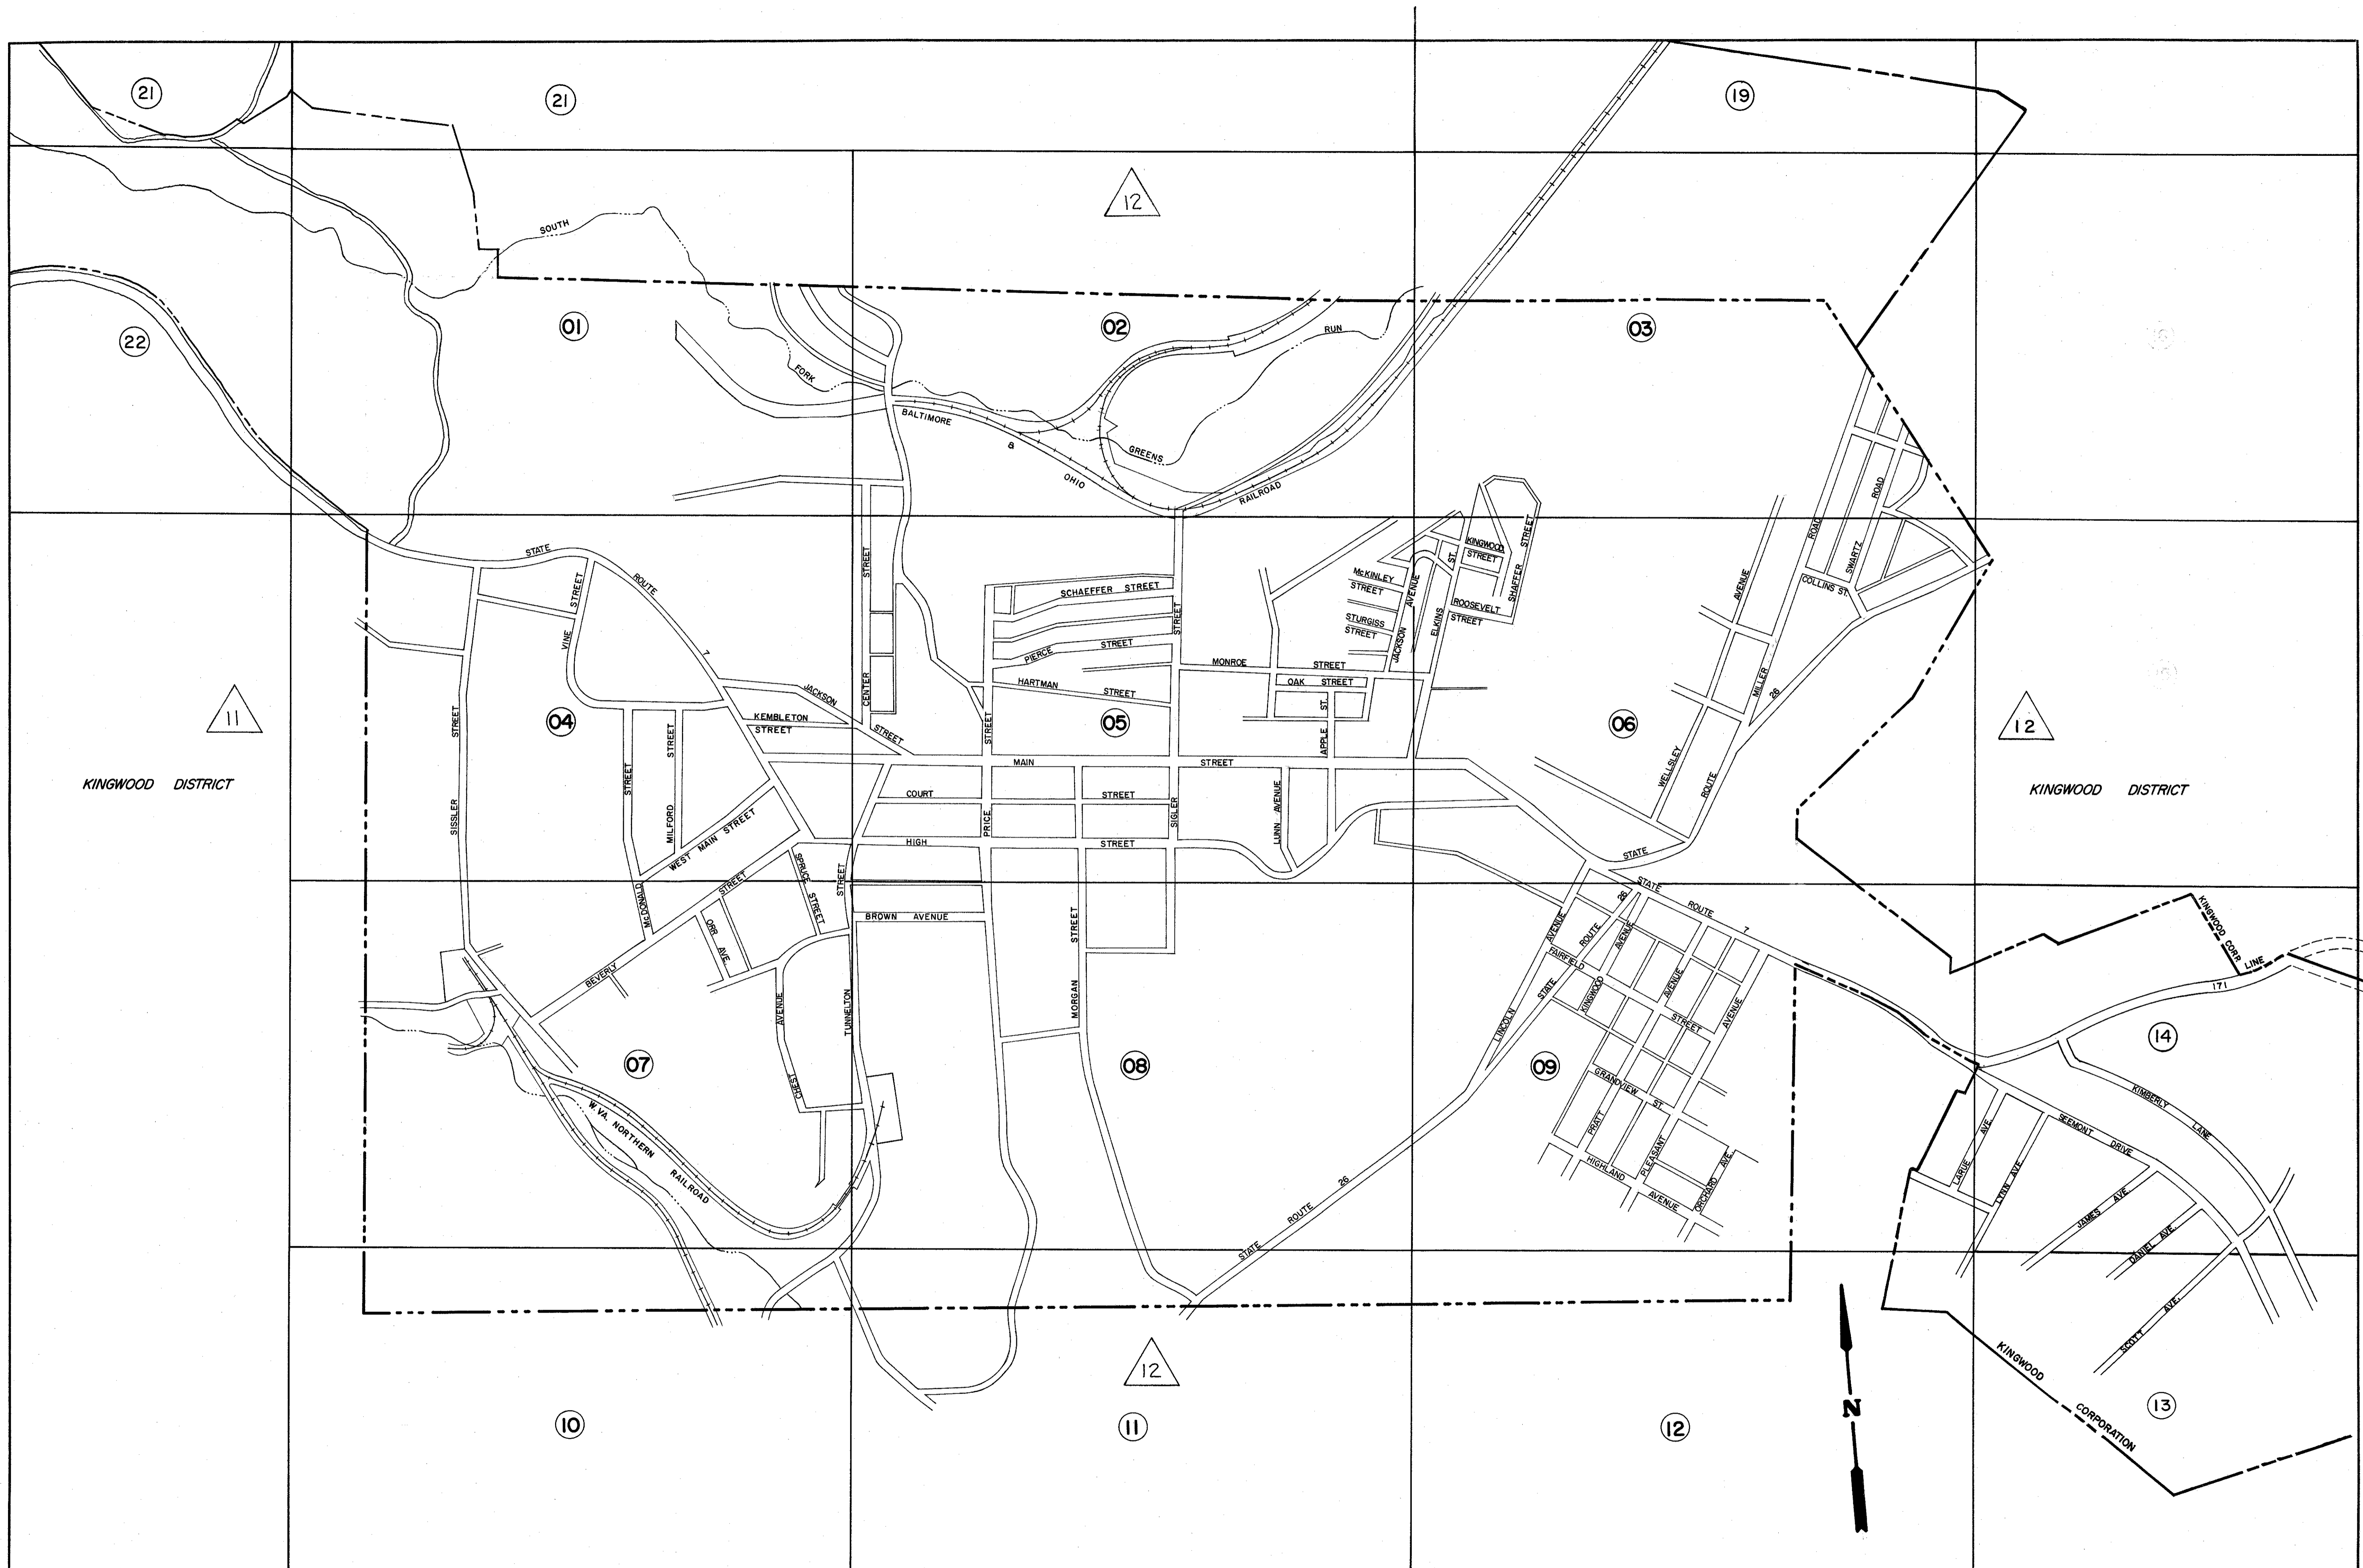 21
21
19
12
SOUTH
01
02
03
22
RUN
FORK
BALTIMORE
&
OHIO
GREENS
RAILROAD
ROAD
SWARTZ
ROAD
COLLINS ST.
STATE
ROUTE
7
STREET
VINE
STREET
CENTER
SCHAEFFER STREET
STREET
PIERCE STREET
HARTMAN STREET
MONROE STREET
OAK STREET
McKINLEY
STREET
STURGISS
STREET
AVENUE
JACKSON
ST.
ELKINS
KINGWOOD
STREET
ROOSEVELT
STREET
STREET
SHAFFER
AVENUE
WELLSLEY
MILLER
26
ROUTE
11
KINGWOOD DISTRICT
STREET
SISSLER
04
STREET
STREET
MILFORD
JACKSON
STREET
KEMBLETON
STREET
STREET
PRICE
05
ST.
APPLE
06
12
KINGWOOD DISTRICT
MAIN STREET
COURT STREET
SIGLER
LUNN AVENUE
HIGH STREET
WEST MAIN STREET
McDONALD
STREET
BEVERLY
SPRUCE STREET
ORR AVE.
STREET
TUNNELTON
BROWN AVENUE
STREET
MORGAN
AVENUE
CHEST
STATE
STATE
ROUTE
7
26
ROUTE
STATE
AVENUE
LINCOLN
FAIRFIELD
STREET
AVENUE
KINGWOOD
AVENUE
PRATT
AVENUE
PLEASANT
GRANDVIEW ST.
HIGHLAND
AVENUE
ORCHARD AVE.
KINGWOOD CORP.
LINE
171
14
07
08
09
W. VA. NORTHERN
RAILROAD
KIMBERLY
LANE
SEEMONT DRIVE
LARUE AVE.
LYNN AVE.
JAMES AVE.
DANIEL AVE.
SCOTT AVE.
STATE
ROUTE
26
12
10
11
12
N
KINGWOOD
CORPORATION
13